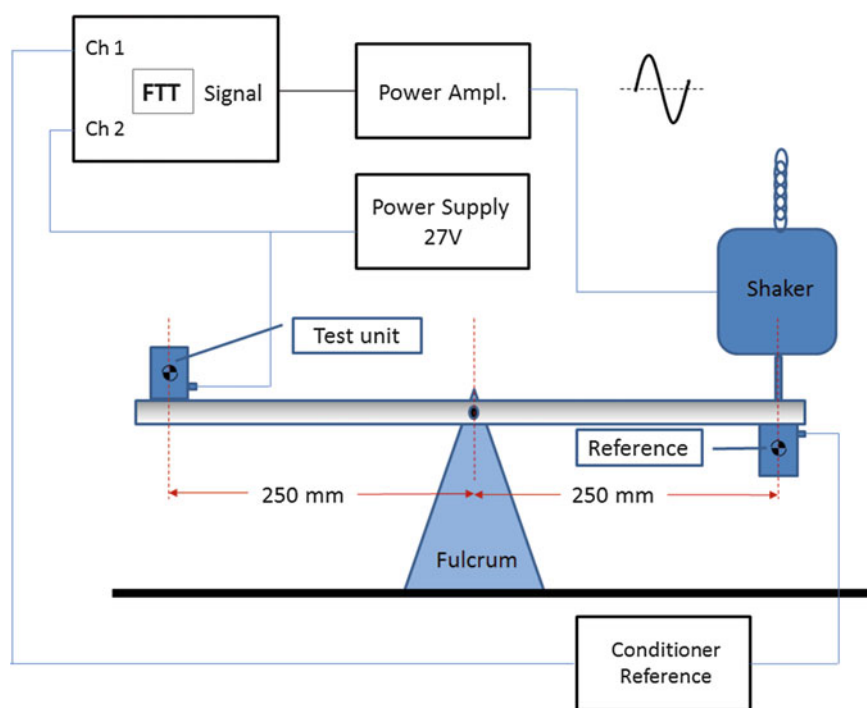 Ch 1
FTT
Signal
Ch 2
Power Ampl.
Power Supply
27V
Shaker
Test unit
Reference
250 mm
250 mm
Fulcrum
Conditioner
Reference